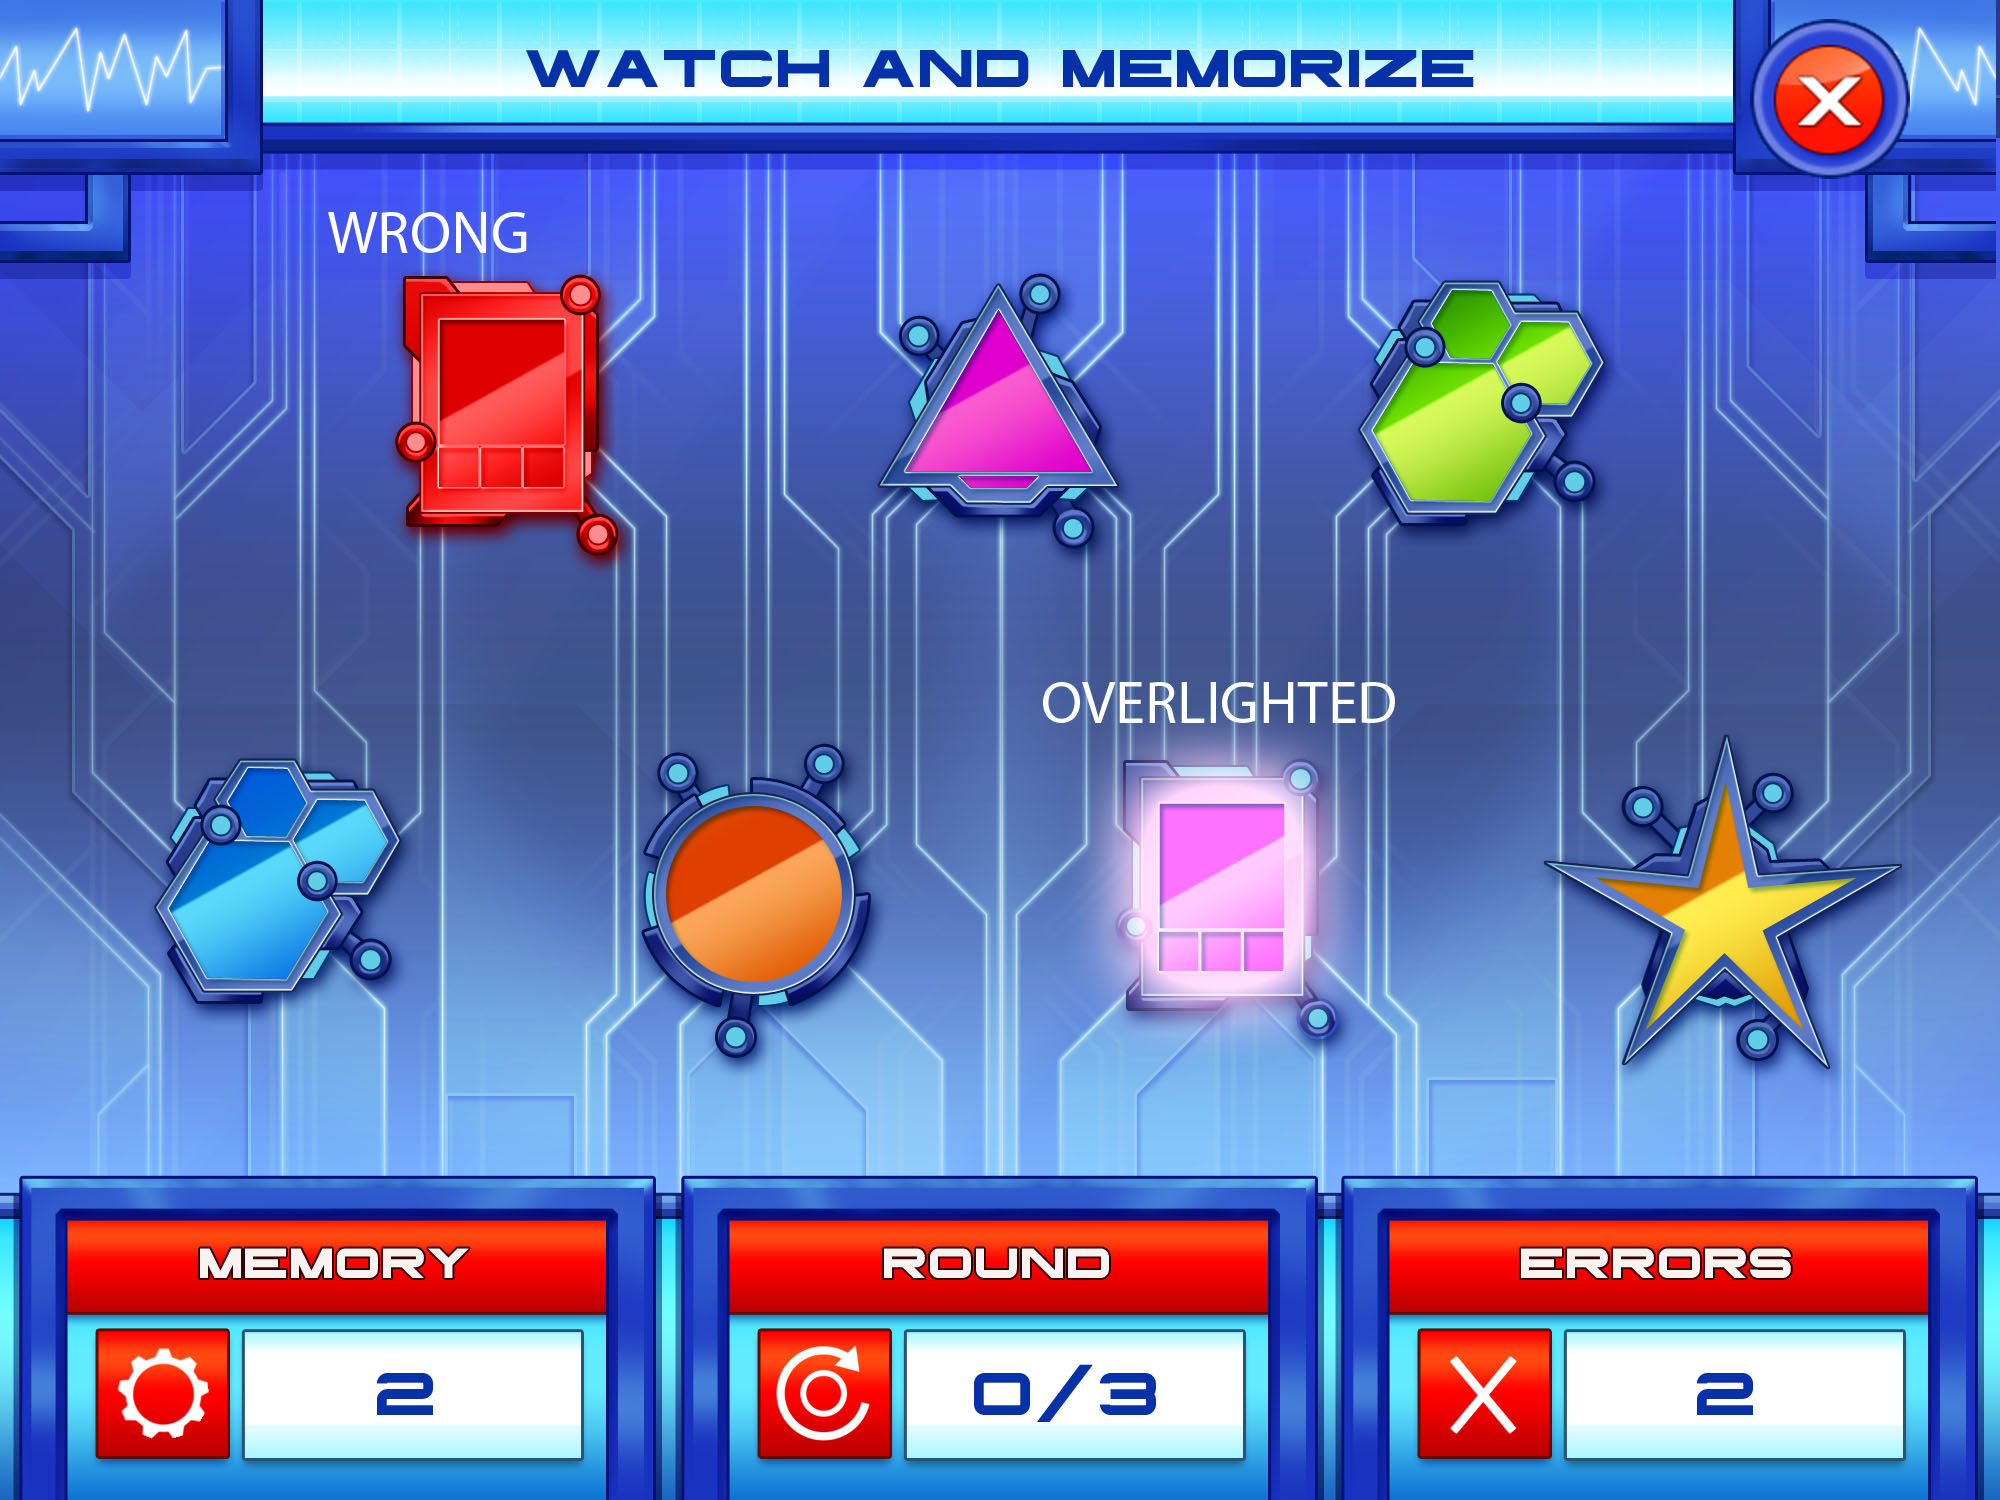 WATCH AND MEMORIZE
X
WRONG
OVERLIGHTED
MEMORY
ROUND
ERRORS
2
0/3
2